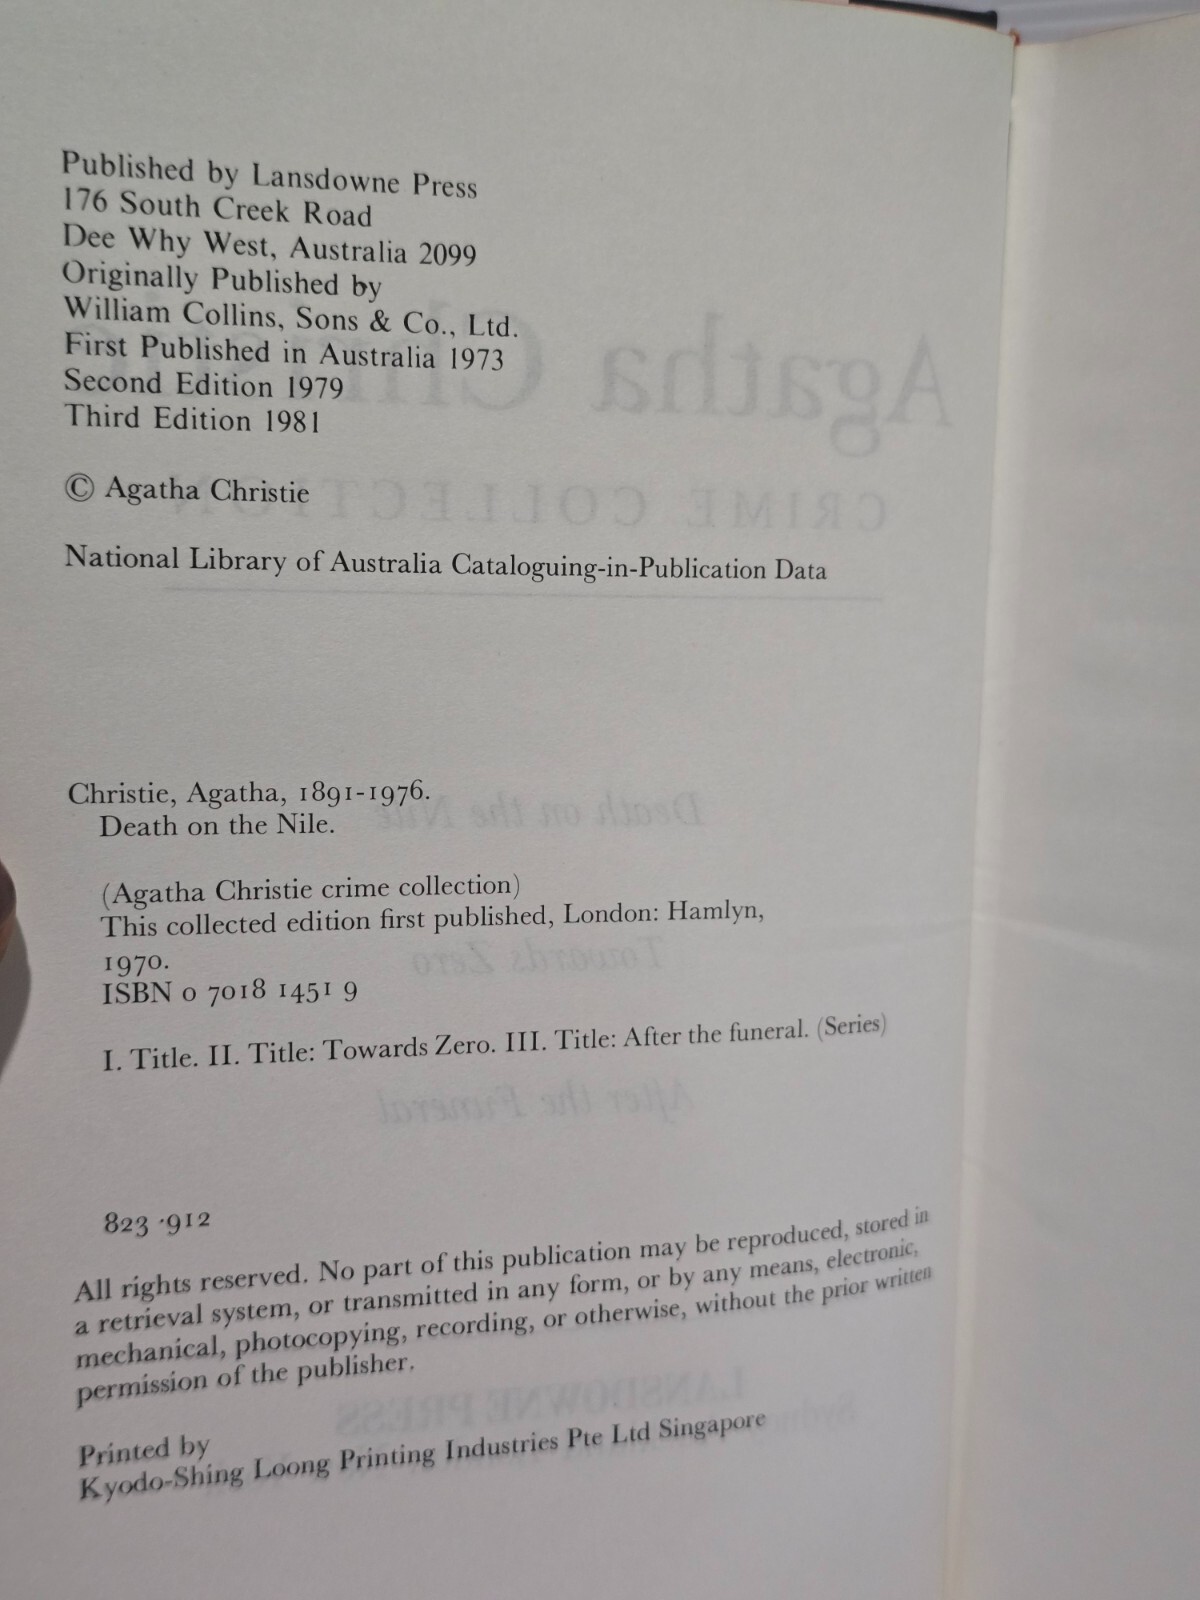 Published by Lansdowne Press
176 South Creek Road
Dee Why West, Australia 2099
Originally Published by
William Collins, Sons & Co., Ltd.
First Published in Australia 1973
Second Edition 1979
Third Edition 1981
© Agatha Christie
National Library of Australia Cataloguing-in-Publication Data
Christie, Agatha, 1891-1976.
Death on the Nile.
(Agatha Christie crime collection)
This collected edition first published, London: Hamlyn,
1970.
ISBN 0 7018 1451 9
I. Title. II. Title: Towards Zero. III. Title: After the funeral. (Series)
823 ·912
All rights reserved. No part of this publication may be reproduced, stored in
a retrieval system, or transmitted in any form, or by any means, electronic,
mechanical, photocopying, recording, or otherwise, without the prior written
permission of the publisher.
Printed by
Kyodo-Shing Loong Printing Industries Pte Ltd Singapore